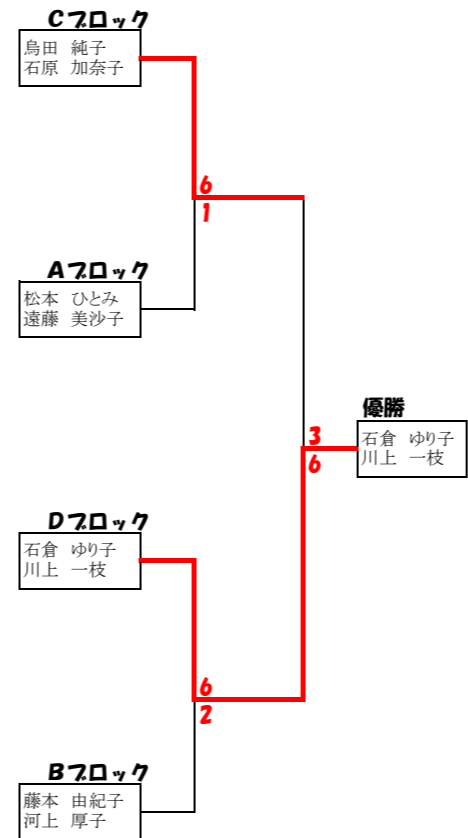 Cブロック
鳥田 純子
石原 加奈子
6
1
Aブロック
松本 ひとみ
遠藤 美沙子
優勝
3
石倉 ゆり子
川上 一枝
6
Dブロック
石倉 ゆり子
川上 一枝
6
2
Bブロック
藤本 由紀子
河上 厚子